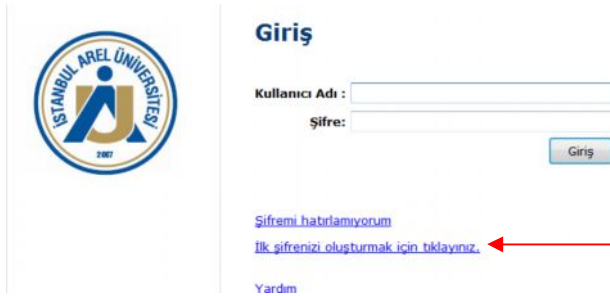 İSTANBUL AREL ÜNİVERSİTESİ
2007
Giriş
Kullanıcı Adı :
Şifre:
Giriş
Şifremi hatırlamıyorum
İlk şifrenizi oluşturmak için tıklayınız.
Yardım